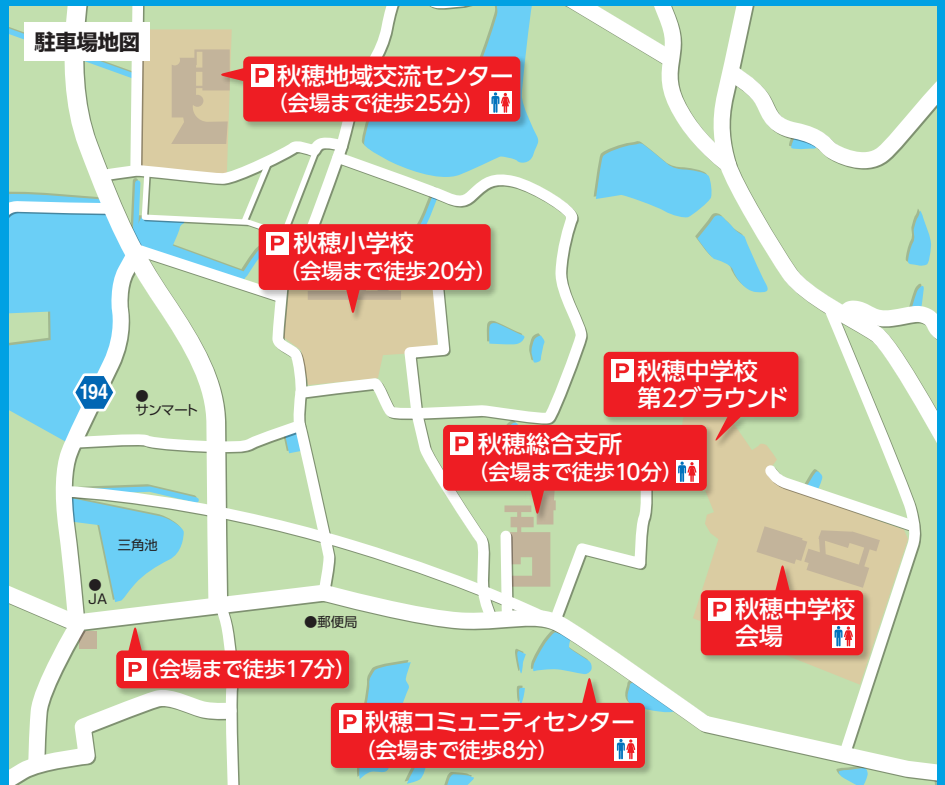 駐車場地図
P 秋穂地域交流センター
(会場まで徒歩25分)
P 秋穂小学校
(会場まで徒歩20分)
194
サンマート
P 秋穂中学校
第2グラウンド
P 秋穂総合支所
(会場まで徒歩10分)
三角池
JA
郵便局
P 秋穂中学校
会場
P (会場まで徒歩17分)
P 秋穂コミュニティセンター
(会場まで徒歩8分)